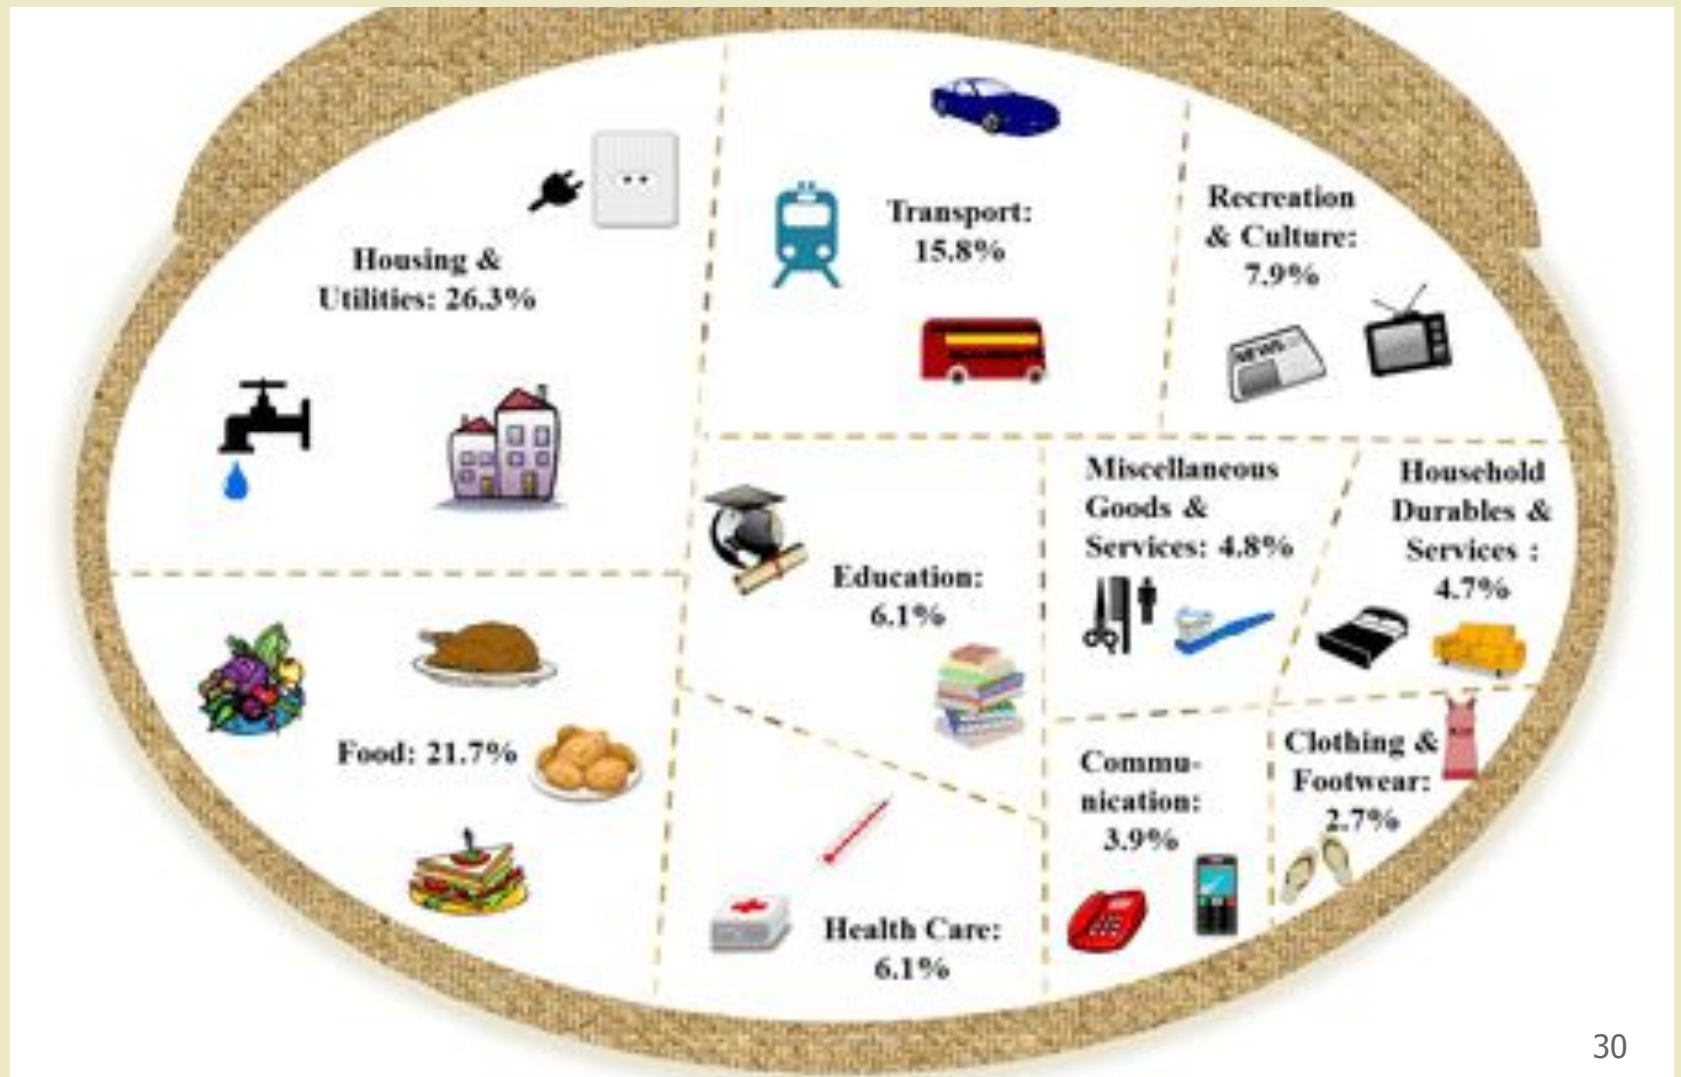 Housing &
Utilities: 26.3%
Transport:
15.8%
Recreation
& Culture:
7.9%
NEWS
Food: 21.7%
Education:
6.1%
Health Care:
6.1%
Miscellaneous
Goods &
Services: 4.8%
Household
Durables &
Services :
4.7%
Commu-
nication:
3.9%
Clothing &
Footwear:
2.7%
30